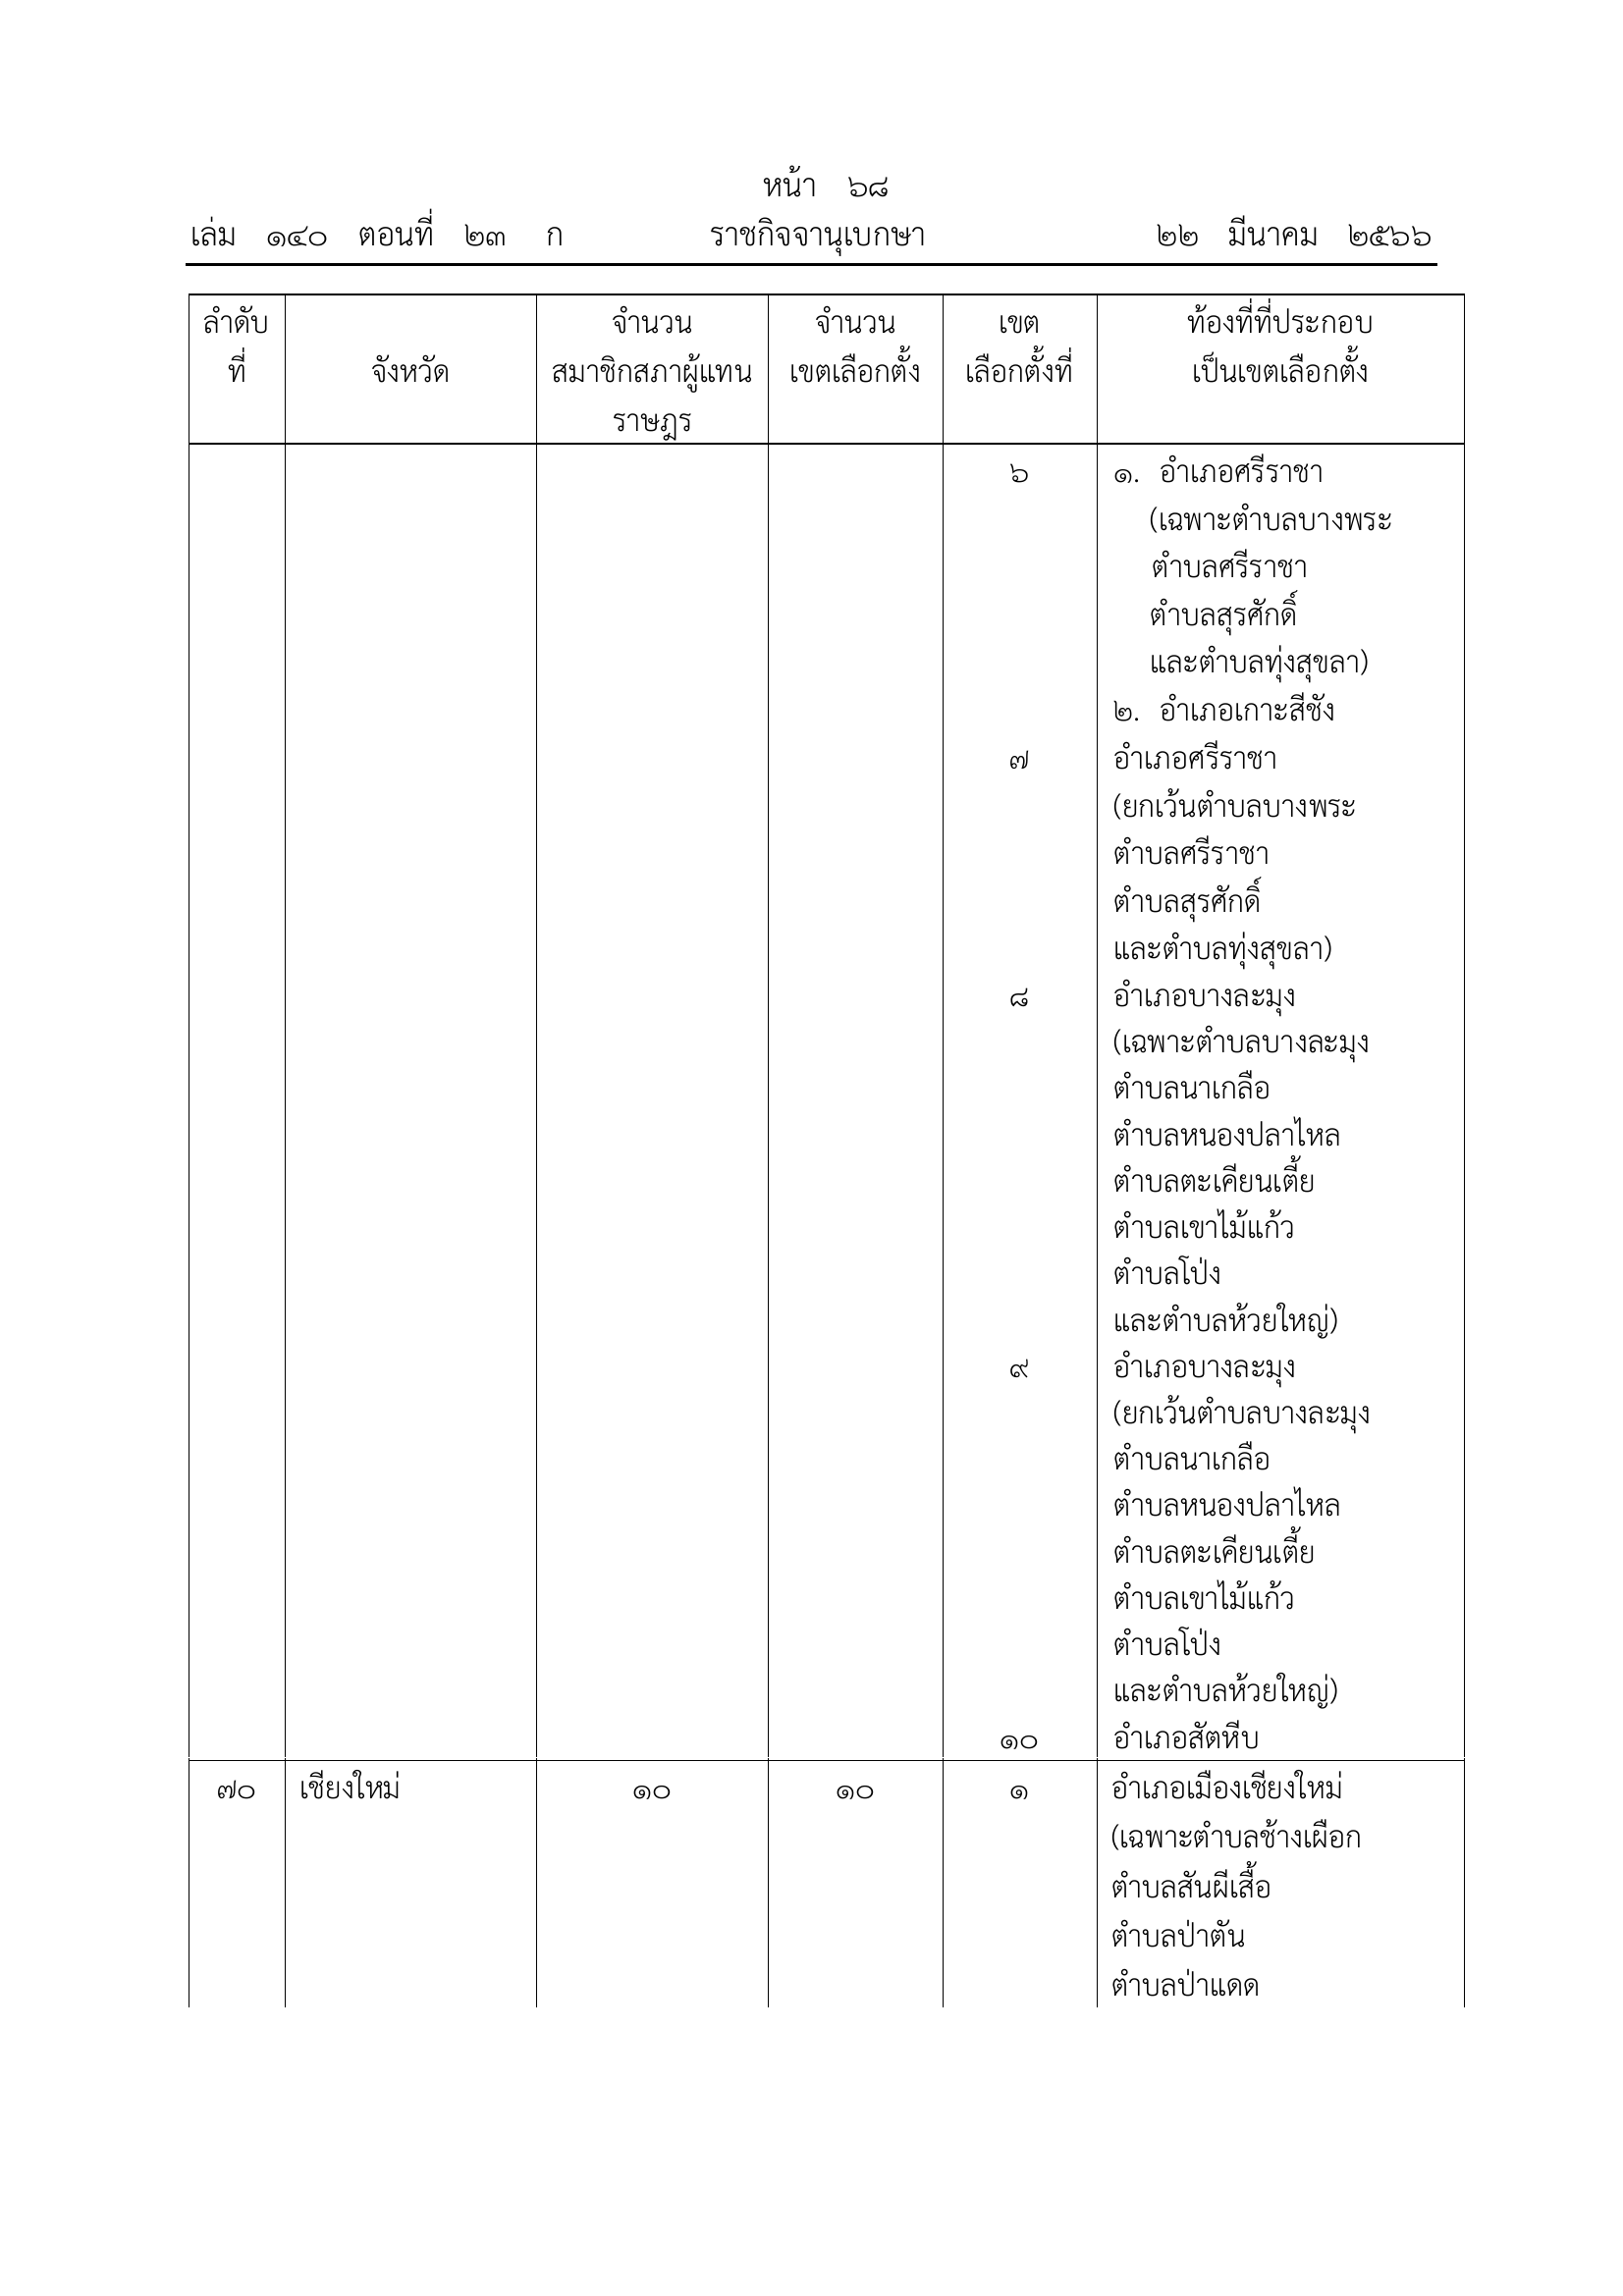 หน้า ๖๘
เล่ม ๑๔๐ ตอนที่ ๒๓ ก ราชกิจจานุเบกษา ๒๒ มีนาคม ๒๕๖๖
ลำดับ จำนวน จำนวน เขต ท้องที่ที่ประกอบ
ที่ จังหวัด สมาชิกสภาผู้แทน เขตเลือกตั้ง เลือกตั้งที่ เป็นเขตเลือกตั้ง
ราษฎร
๖ ๑. อำเภอศรีราชา
(เฉพาะตำบลบางพระ
ตำบลศรีราชา
ตำบลสุรศักดิ์
และตำบลทุ่งสุขลา)
๒. อำเภอเกาะสีชัง
๗ อำเภอศรีราชา
(ยกเว้นตำบลบางพระ
ตำบลศรีราชา
ตำบลสุรศักดิ์
และตำบลทุ่งสุขลา)
๘ อำเภอบางละมุง
(เฉพาะตำบลบางละมุง
ตำบลนาเกลือ
ตำบลหนองปลาไหล
ตำบลตะเคียนเตี้ย
ตำบลเขาไม้แก้ว
ตำบลโป่ง
และตำบลห้วยใหญ่)
๙ อำเภอบางละมุง
(ยกเว้นตำบลบางละมุง
ตำบลนาเกลือ
ตำบลหนองปลาไหล
ตำบลตะเคียนเตี้ย
ตำบลเขาไม้แก้ว
ตำบลโป่ง
และตำบลห้วยใหญ่)
๑๐ อำเภอสัตหีบ
๗๐ เชียงใหม่ ๑๐ ๑๐ ๑ อำเภอเมืองเชียงใหม่
(เฉพาะตำบลช้างเผือก
ตำบลสันผีเสื้อ
ตำบลป่าตัน
ตำบลป่าแดด